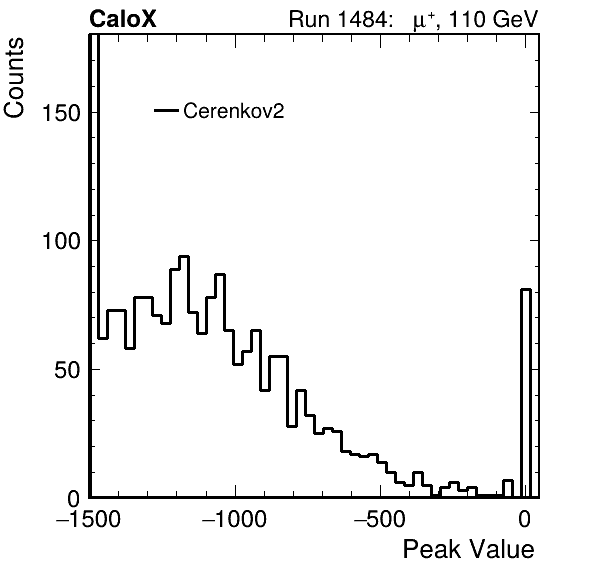 CaloX Run 1484: μ⁺, 110 GeV
Counts
150
100
50
0
Cerenkov2
−1500 −1000 −500 0
Peak Value